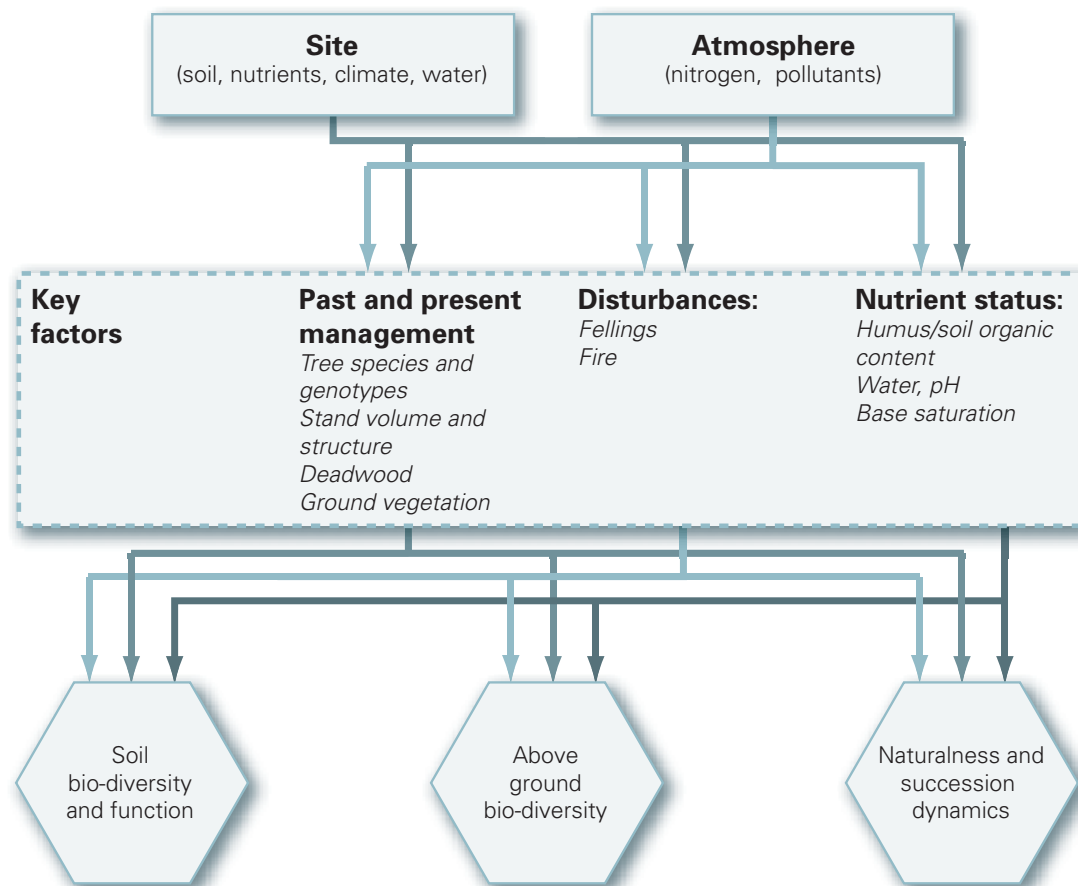 Site
(soil, nutrients, climate, water)
Atmosphere
(nitrogen, pollutants)
Key
factors
Past and present
management
Tree species and
genotypes
Stand volume and
structure
Deadwood
Ground vegetation
Disturbances:
Fellings
Fire
Nutrient status:
Humus/soil organic
content
Water, pH
Base saturation
Soil
bio-diversity
and function
Above
ground
bio-diversity
Naturalness and
succession
dynamics